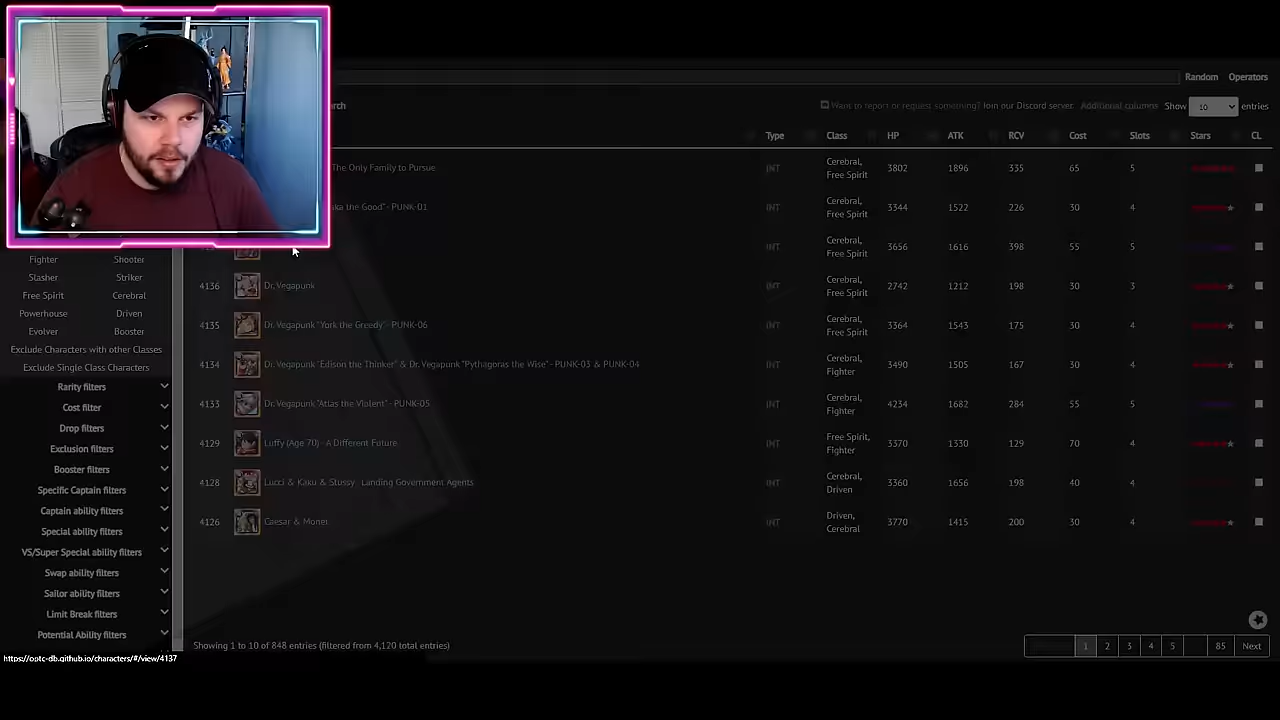 Random Operators
rch Want to report or request something? Join our Discord server. Additional columns Show 10 entries
Type Class HP ATK RCV Cost Slots Stars CL
The Only Family to Pursue INT Cerebral, Free Spirit 3802 1896 335 65 5
ka the Good" - PUNK-01 INT Cerebral, Free Spirit 3344 1522 226 30 4
INT Cerebral, Free Spirit 3656 1616 398 55 5
4136 Dr. Vegapunk INT Cerebral, Free Spirit 2742 1212 198 30 3
4135 Dr. Vegapunk "York the Greedy" - PUNK-06 INT Cerebral, Free Spirit 3364 1543 175 30 4
4134 Dr. Vegapunk "Edison the Thinker" & Dr. Vegapunk "Pythagoras the Wise" - PUNK-03 & PUNK-04 INT Cerebral, Fighter 3490 1505 167 30 4
4133 Dr. Vegapunk "Atlas the Violent" - PUNK-05 INT Cerebral, Fighter 4234 1682 284 55 5
4129 Luffy (Age 70) - A Different Future INT Free Spirit, Fighter 3370 1330 129 70 4
4128 Lucci & Kaku & Stussy - Landing Government Agents INT Cerebral, Driven 3360 1656 198 40 4
4126 Caesar & Monet INT Driven, Cerebral 3770 1415 200 30 4
Fighter Shooter
Slasher Striker
Free Spirit Cerebral
Powerhouse Driven
Evolver Booster
Exclude Characters with other Classes
Exclude Single Class Characters
Rarity filters
Cost filter
Drop filters
Exclusion filters
Booster filters
Specific Captain filters
Captain ability filters
Special ability filters
VS/Super Special ability filters
Swap ability filters
Sailor ability filters
Limit Break filters
Potential Ability filters
Showing 1 to 10 of 848 entries (filtered from 4,120 total entries)
1 2 3 4 5 85 Next
https://optc-db.github.io/characters/#/view/4137